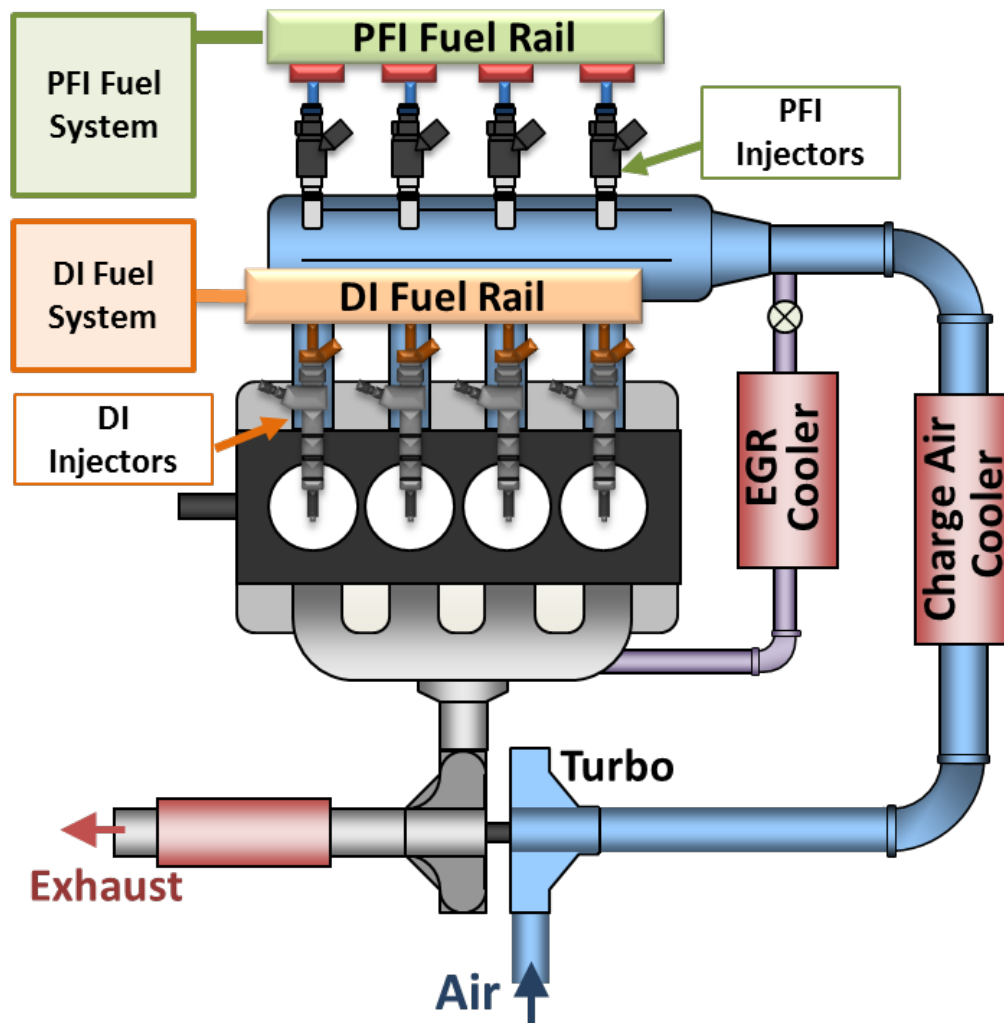 PFI Fuel
System
PFI Fuel Rail
PFI
Injectors
DI Fuel
System
DI Fuel Rail
DI
Injectors
EGR
Cooler
Charge Air
Cooler
Turbo
Exhaust
Air